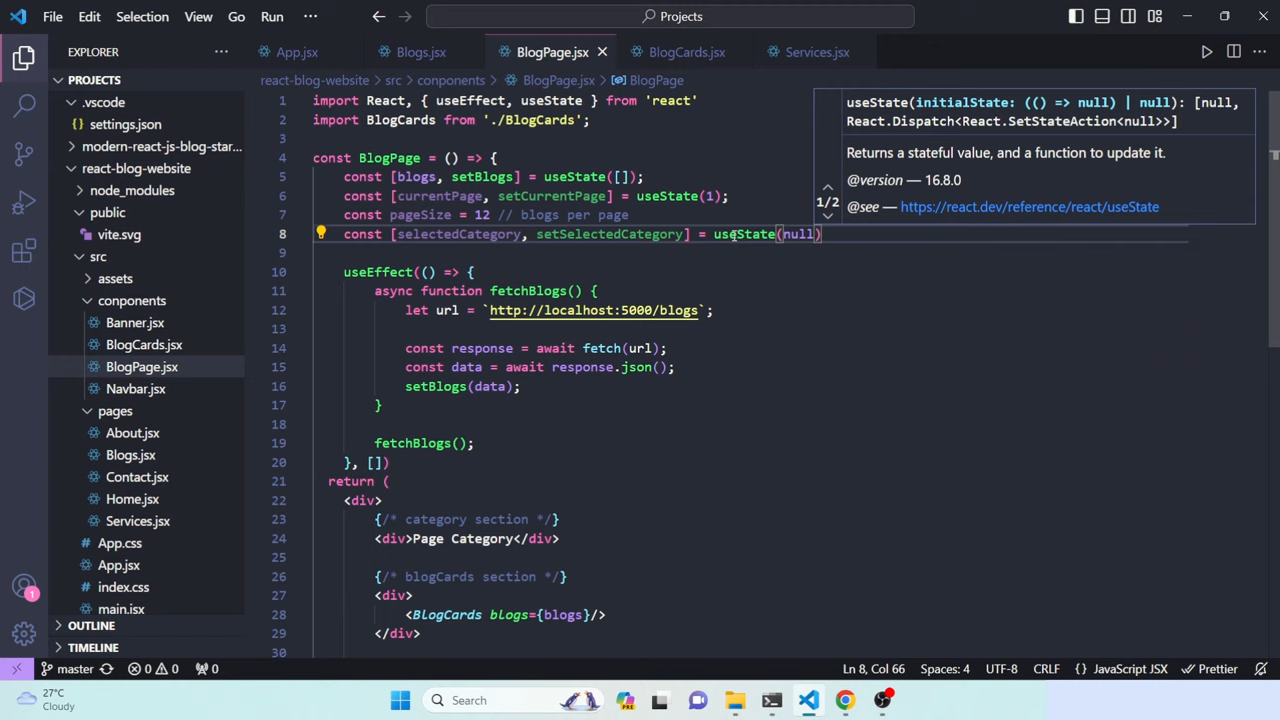 File Edit Selection View Go Run ··· Projects
EXPLORER ···
App.jsx Blogs.jsx BlogPage.jsx BlogCards.jsx Services.jsx
PROJECTS
.vscode
settings.json
modern-react-js-blog-star...
react-blog-website
node_modules
public
vite.svg
src
assets
conponents
Banner.jsx
BlogCards.jsx
BlogPage.jsx
Navbar.jsx
pages
About.jsx
Blogs.jsx
Contact.jsx
Home.jsx
Services.jsx
App.css
App.jsx
index.css
main.jsx
OUTLINE
TIMELINE
react-blog-website > src > conponents > BlogPage.jsx > BlogPage
1 import React, { useEffect, useState } from 'react'
2 import BlogCards from './BlogCards';
3
4 const BlogPage = () => {
5 const [blogs, setBlogs] = useState([]);
6 const [currentPage, setCurrentPage] = useState(1);
7 const pageSize = 12 // blogs per page
8 const [selectedCategory, setSelectedCategory] = useState(null)
9
10 useEffect(() => {
11 async function fetchBlogs() {
12 let url = `http://localhost:5000/blogs`;
13
14 const response = await fetch(url);
15 const data = await response.json();
16 setBlogs(data);
17 }
18
19 fetchBlogs();
20 }, [])
21 return (
22 <div>
23 {/* category section */}
24 <div>Page Category</div>
25
26 {/* blogCards section */}
27 <div>
28 <BlogCards blogs={blogs}/>
29 </div>
30
useState(initialState: (() => null) | null): [null,
React.Dispatch<React.SetStateAction<null>>]
Returns a stateful value, and a function to update it.
@version — 16.8.0
1/2
@see — https://react.dev/reference/react/useState
1
master 0 0 0 Ln 8, Col 66 Spaces: 4 UTF-8 CRLF {} JavaScript JSX Prettier
27°C
Cloudy
Search
PRE